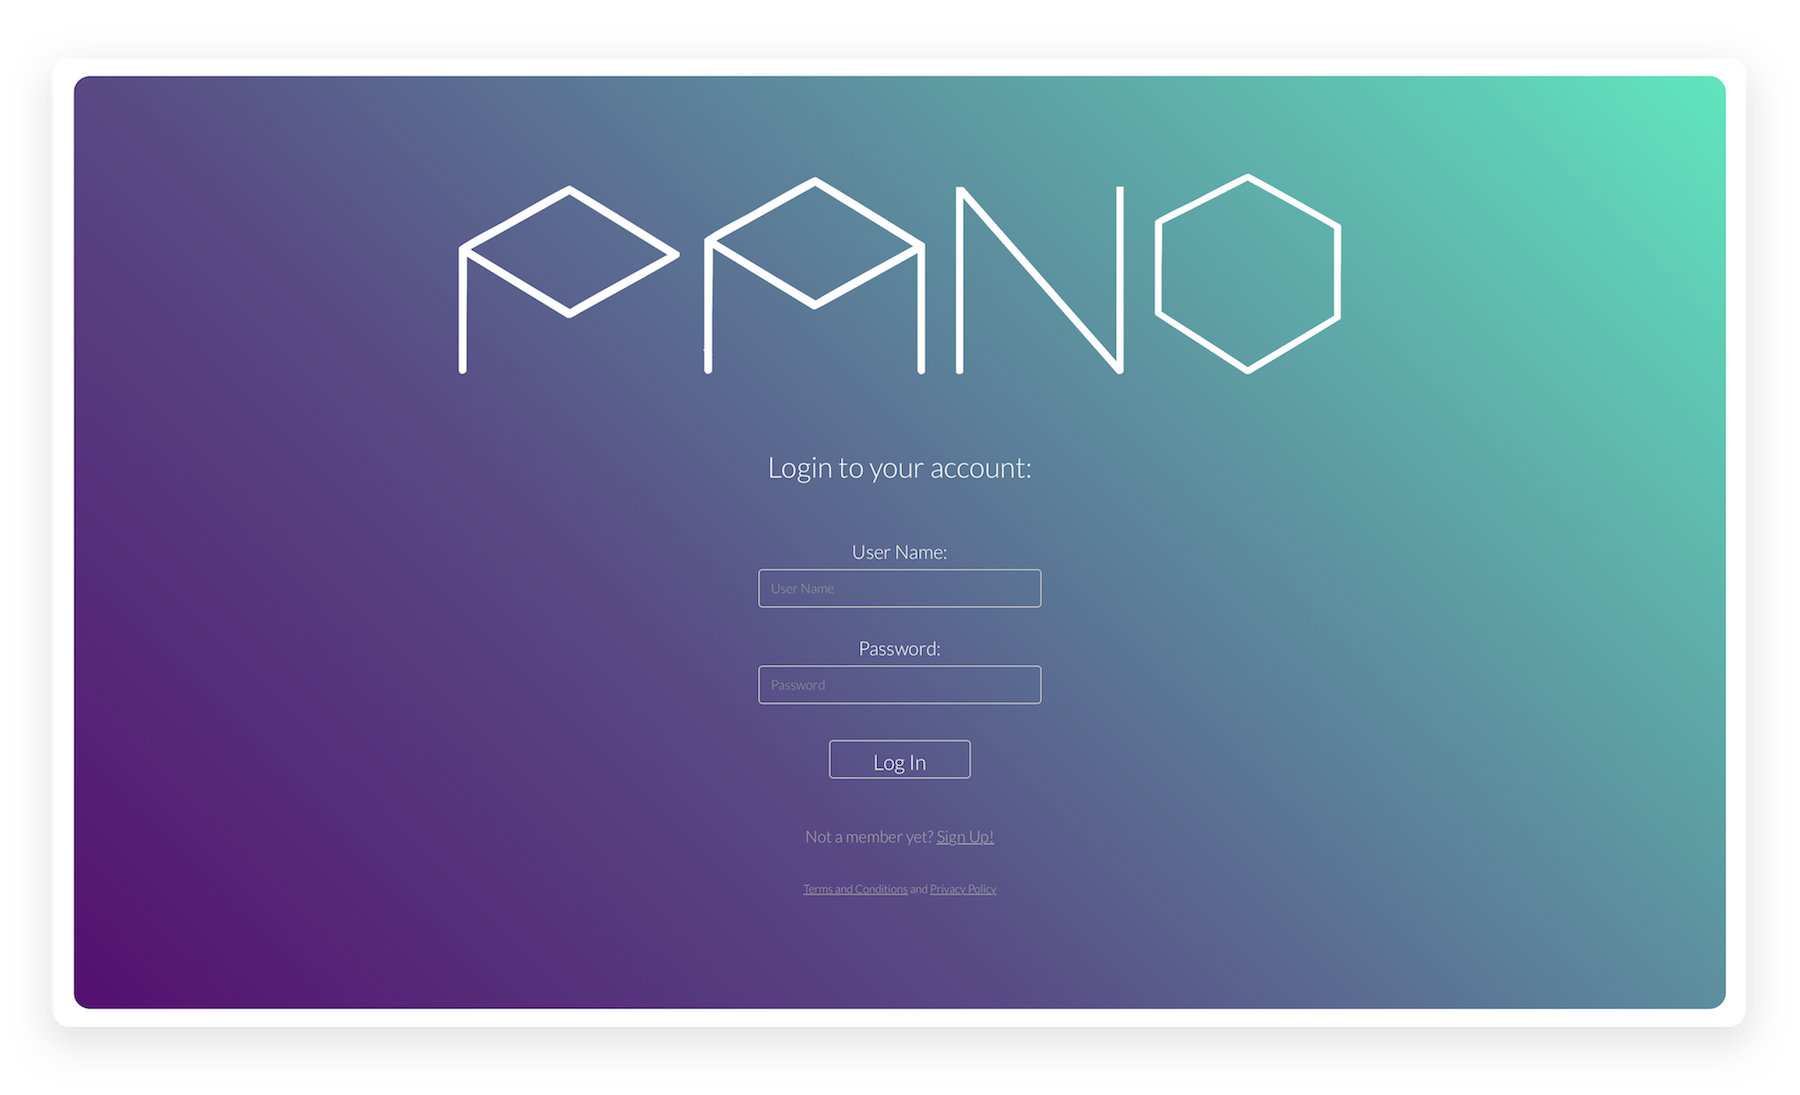 PANO
Login to your account:
User Name:
User Name
Password:
Password
Log In
Not a member yet? Sign Up!
Terms and Conditions and Privacy Policy